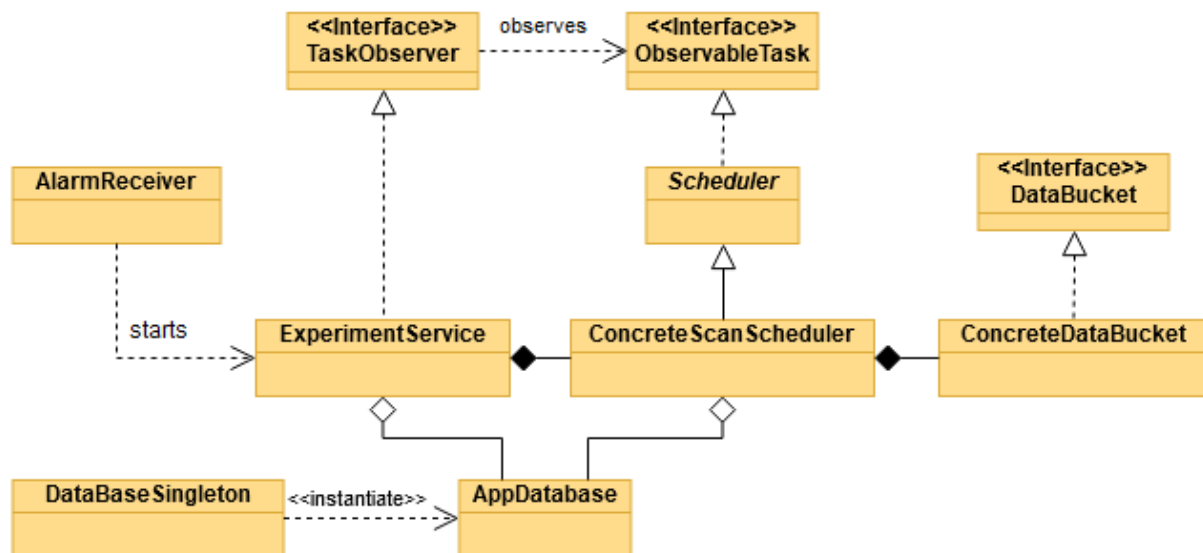 <<Interface>>
TaskObserver
observes
<<Interface>>
ObservableTask
AlarmReceiver
Scheduler
<<Interface>>
DataBucket
starts
ExperimentService
ConcreteScanScheduler
ConcreteDataBucket
DataBaseSingleton
<<instantiate>>
AppDatabase